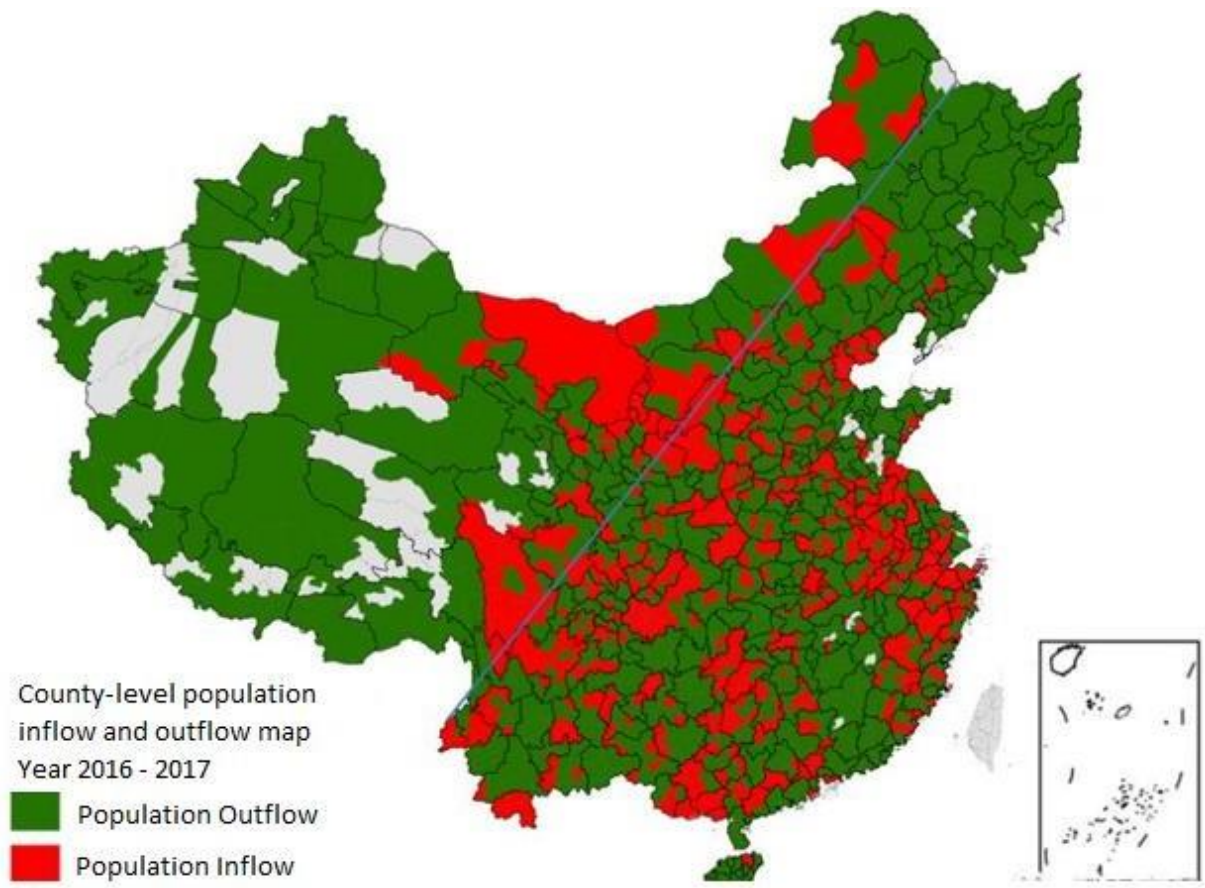 County-level population
inflow and outflow map
Year 2016 - 2017
Population Outflow
Population Inflow